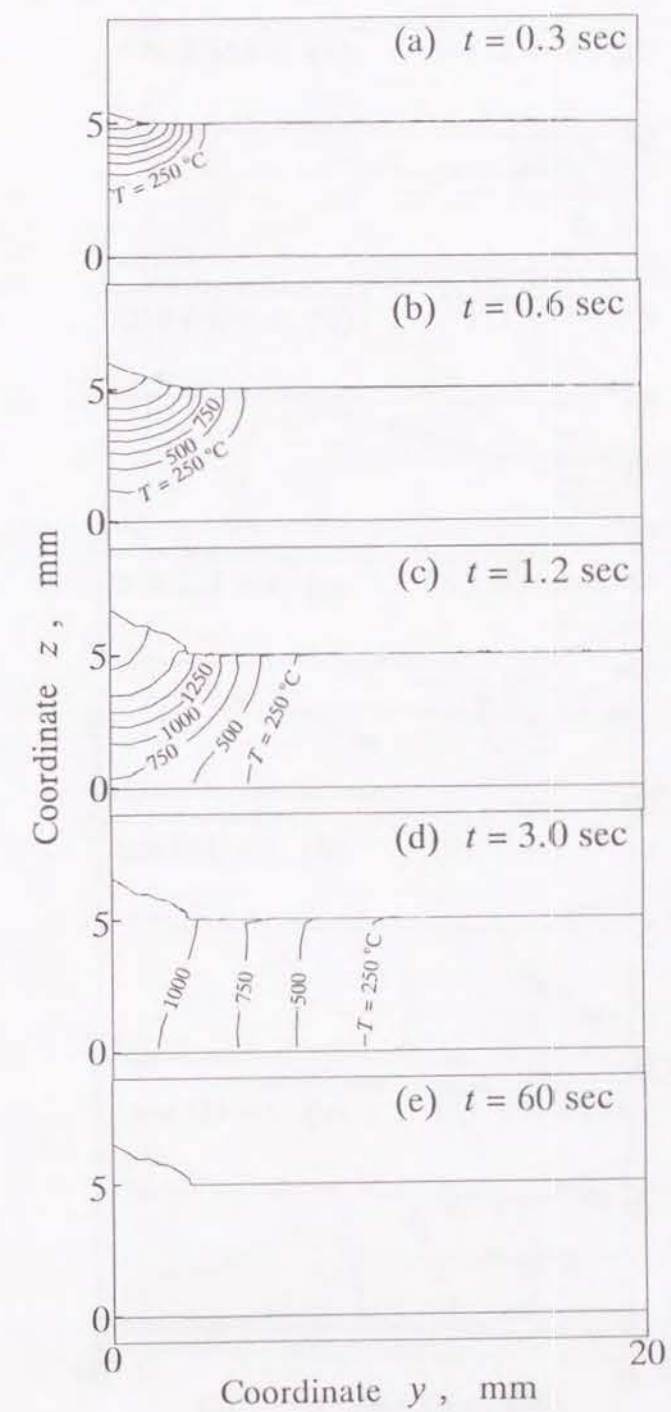 (a) t = 0.3 sec
5
T = 250 °C
0
(b) t = 0.6 sec
5
750
500
T = 250 °C
0
(c) t = 1.2 sec
5
1250
1000
750
500
T = 250 °C
0
(d) t = 3.0 sec
5
1000
750
500
T = 250 °C
0
(e) t = 60 sec
5
0
0
20
Coordinate z , mm
Coordinate y , mm